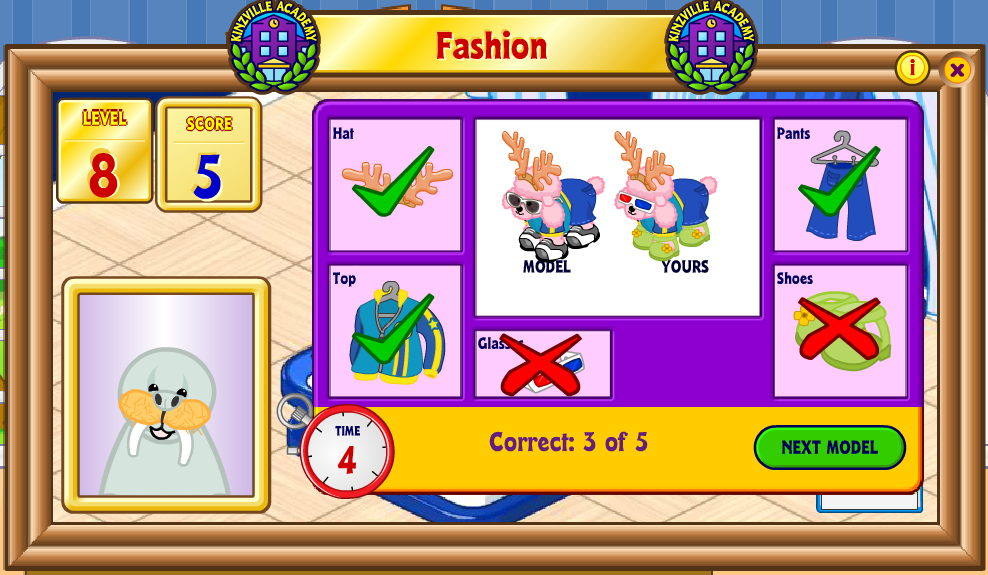 KINZVILLE ACADEMY
Fashion
KINZVILLE ACADEMY
i
X
LEVEL
8
SCORE
5
Hat
Pants
MODEL
YOURS
Top
Shoes
Glasses
TIME
4
Correct: 3 of 5
NEXT MODEL